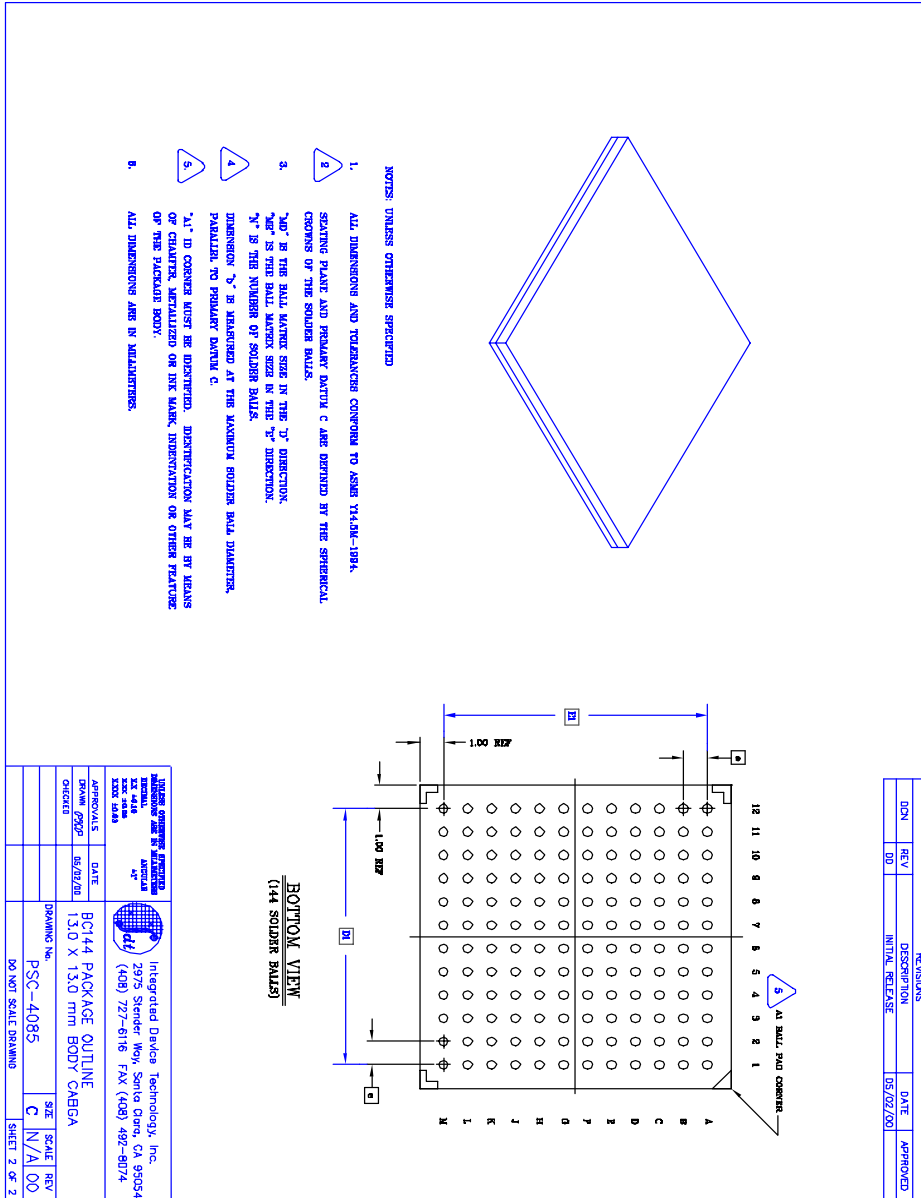 REVISIONS
DCN REV DESCRIPTION DATE APPROVED
00 INITIAL RELEASE 05/02/00
NOTES: UNLESS OTHERWISE SPECIFIED
1. ALL DIMENSIONS AND TOLERANCES CONFORM TO ASME Y14.5M-1994.
2 SEATING PLANE AND PRIMARY DATUM C ARE DEFINED BY THE SPHERICAL
CROWNS OF THE SOLDER BALLS.
3. "MD" IS THE BALL MATRIX SIZE IN THE "D" DIRECTION.
"ME" IS THE BALL MATRIX SIZE IN THE "E" DIRECTION.
"N" IS THE NUMBER OF SOLDER BALLS.
4 DIMENSION "b" IS MEASURED AT THE MAXIMUM SOLDER BALL DIAMETER,
PARALLEL TO PRIMARY DATUM C.
5. "A1" ID CORNER MUST BE IDENTIFIED. IDENTIFICATION MAY BE BY MEANS
OF CHAMFER, METALLIZED OR INK MARK, INDENTATION OR OTHER FEATURE
OF THE PACKAGE BODY.
6. ALL DIMENSIONS ARE IN MILLIMETERS.
5 A1 BALL PAD CORNER
12 11 10 9 8 7 6 5 4 3 2 1
A
B
C
D
E
F
G
H
J
K
L
M
E1
e
1.00 REF
1.00 REF
D1
e
BOTTOM VIEW
(144 SOLDER BALLS)
UNLESS OTHERWISE SPECIFIED
DIMENSIONS ARE IN MILLIMETERS
DECIMAL ANGULAR
APPROVALS DATE
DRAWN 05/02/00
CHECKED
idt
Integrated Device Technology, Inc.
2975 Stender Way, Santa Clara, CA 95054
(408) 727-6116 FAX (408) 492-8074
BC144 PACKAGE OUTLINE
13.0 X 13.0 mm BODY CABGA
DRAWING No. SIZE SCALE REV
PSC-4085 C N/A 00
DO NOT SCALE DRAWING SHEET 2 OF 2